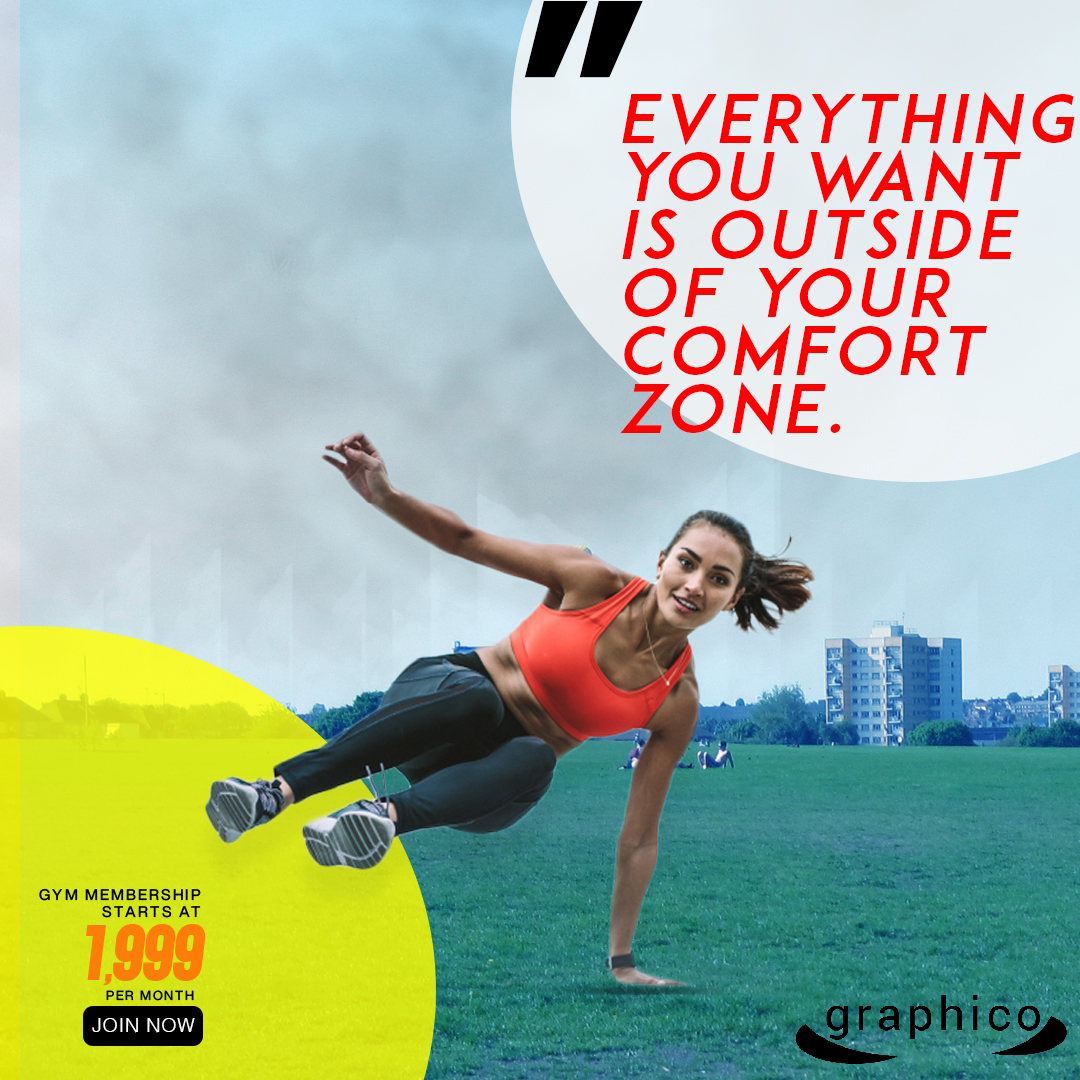 "
EVERYTHING
YOU WANT
IS OUTSIDE
OF YOUR
COMFORT
ZONE.
GYM MEMBERSHIP
STARTS AT
1,999
PER MONTH
JOIN NOW
graphico